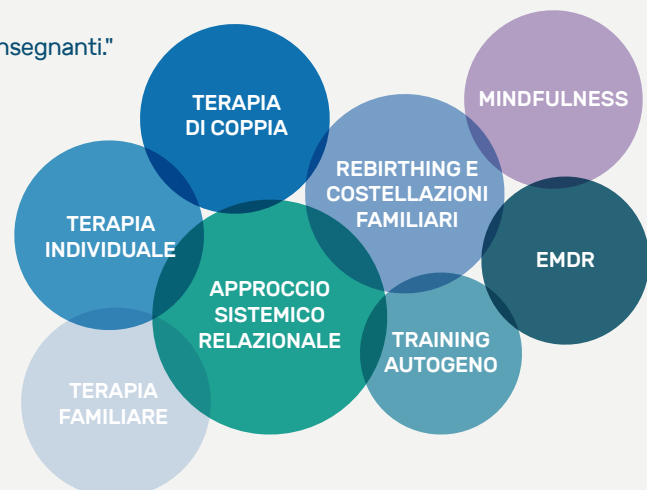 nsegnanti."
TERAPIA
DI COPPIA
MINDFULNESS
REBIRTHING E
COSTELLAZIONI
FAMILIARI
TERAPIA
INDIVIDUALE
EMDR
APPROCCIO
SISTEMICO
RELAZIONALE
TRAINING
AUTOGENO
TERAPIA
FAMILIARE